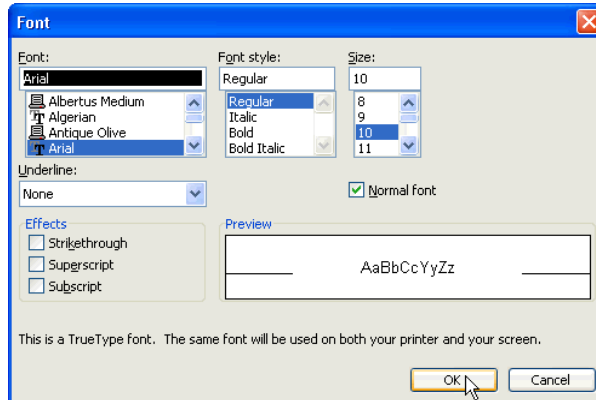 Font
Font: Font style: Size:
Arial Regular 10
Albertus Medium Regular 8
Algerian Italic 9
Antique Olive Bold 10
Arial Bold Italic 11
Underline:
None Normal font
Effects Preview
Strikethrough
Superscript AaBbCcYyZz
Subscript
This is a TrueType font. The same font will be used on both your printer and your screen.
OK Cancel